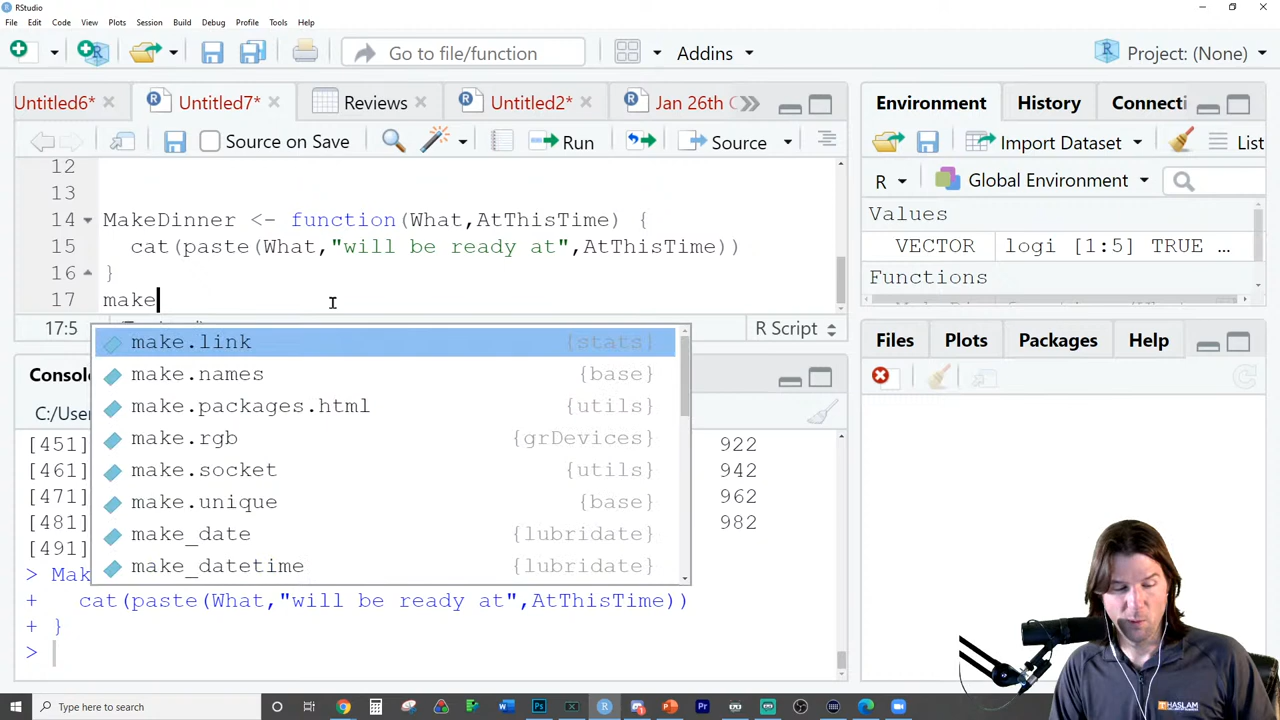 RStudio
File Edit Code View Plots Session Build Debug Profile Tools Help
Go to file/function Addins Project: (None)
Untitled6* Untitled7* Reviews Untitled2* Jan 26th
Environment History Connecti
Source on Save Run Source
Import Dataset List
R Global Environment
12
13
14 MakeDinner <- function(What,AtThisTime) {
15 cat(paste(What,"will be ready at",AtThisTime))
16 }
17 make
Values
VECTOR logi [1:5] TRUE ...
Functions
17:5 R Script
make.link {stats}
make.names {base}
make.packages.html {utils}
make.rgb {grDevices}
make.socket {utils}
make.unique {base}
make_date {lubridate}
make_datetime {lubridate}
Files Plots Packages Help
Conso
C:/User
[451] 922
[461] 942
[471] 962
[481] 982
[491]
> Mak
+ cat(paste(What,"will be ready at",AtThisTime))
+ }
>
HASLAM
Type here to search